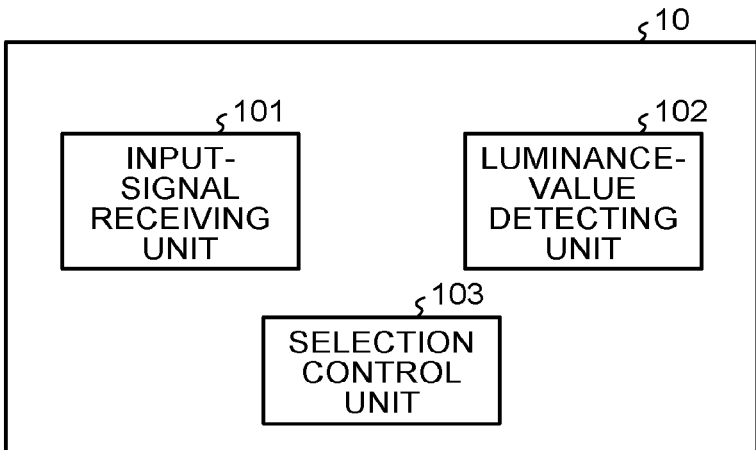 10
101
INPUT-
SIGNAL
RECEIVING
UNIT
102
LUMINANCE-
VALUE
DETECTING
UNIT
103
SELECTION
CONTROL
UNIT